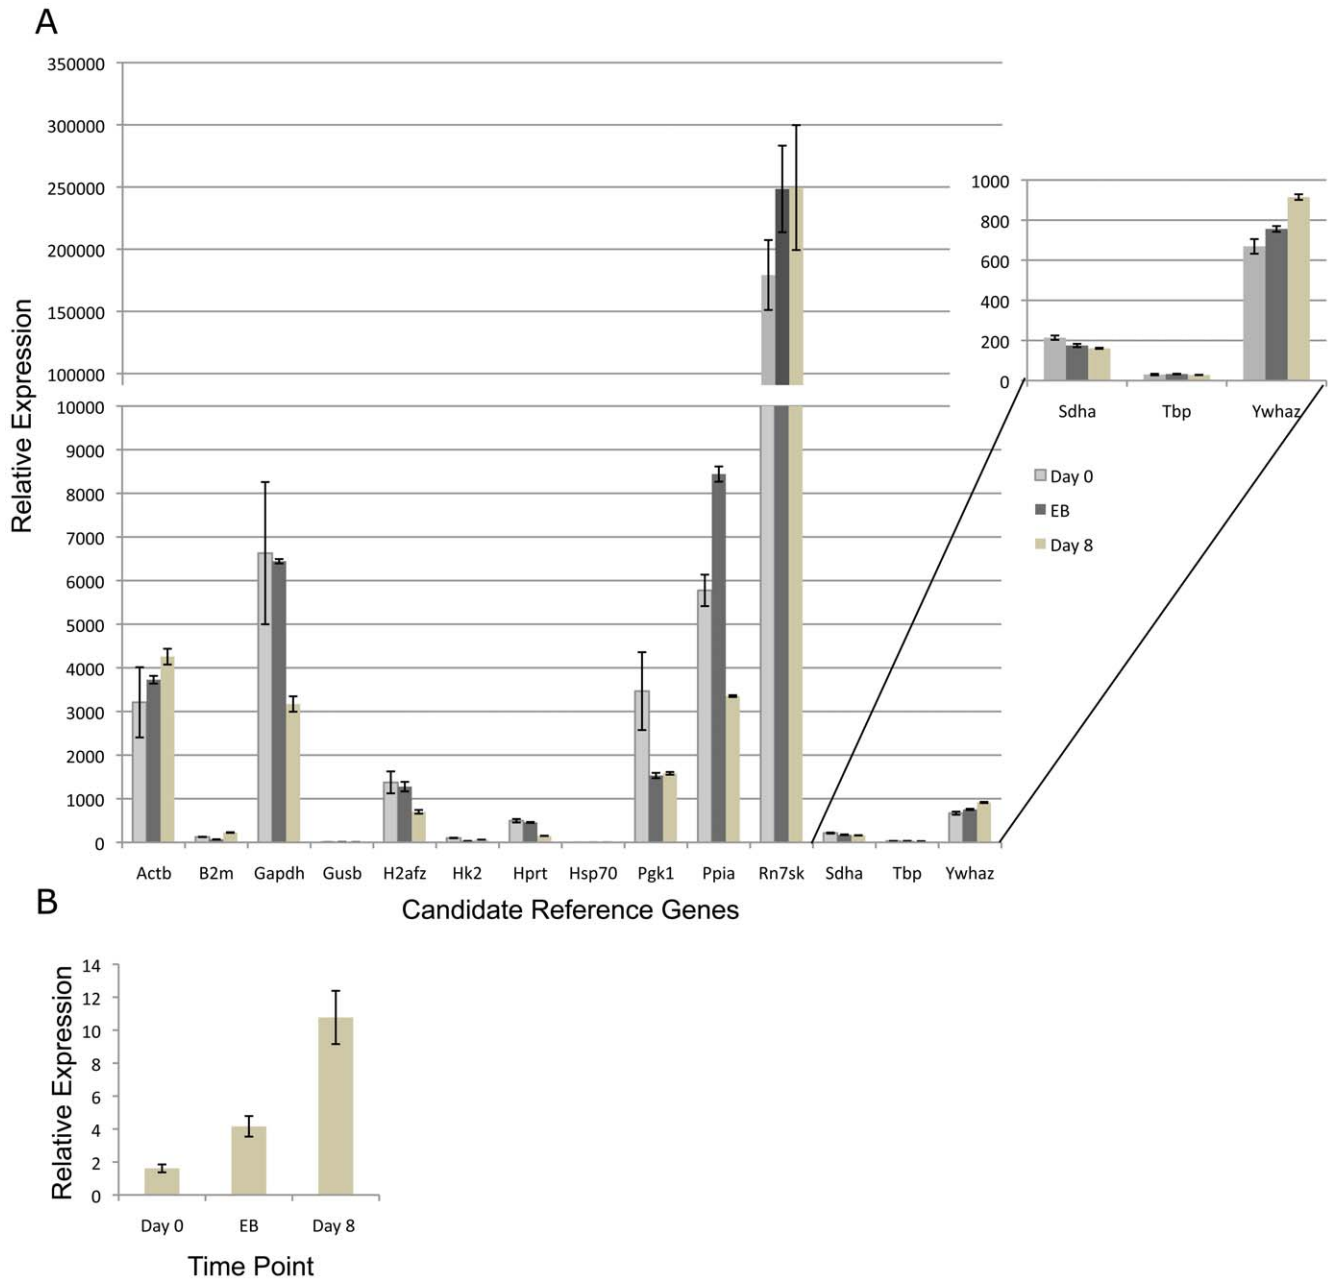 A
350000
300000
250000
200000
150000
100000
10000
9000
8000
7000
6000
5000
4000
3000
2000
1000
0
Relative Expression
Actb B2m Gapdh Gusb H2afz Hk2 Hprt Hsp70 Pgk1 Ppia Rn7sk Sdha Tbp Ywhaz
Candidate Reference Genes
1000
800
600
400
200
0
Sdha Tbp Ywhaz
Day 0
EB
Day 8
B
14
12
10
8
6
4
2
0
Relative Expression
Day 0 EB Day 8
Time Point